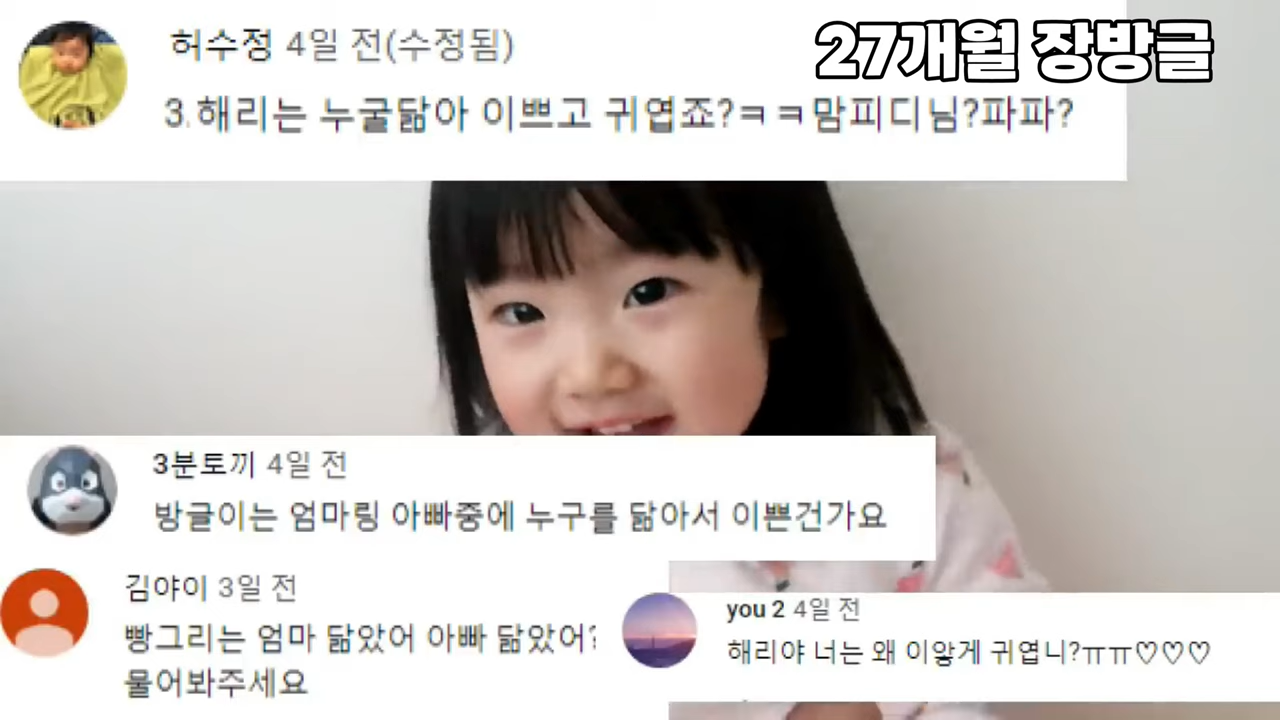 27개월 장방글
허수정 4일 전(수정됨)
3.해리는 누굴닮아 이쁘고 귀엽죠?ㅋㅋ맘피디님?파파?
3분토끼 4일 전
방글이는 엄마링 아빠중에 누구를 닮아서 이쁜건가요
김야이 3일 전
빵그리는 엄마 닮았어 아빠 닮았어?
물어봐주세요
you 2 4일 전
해리야 너는 왜 이앟게 귀엽니?ㅠㅠ♡♡♡